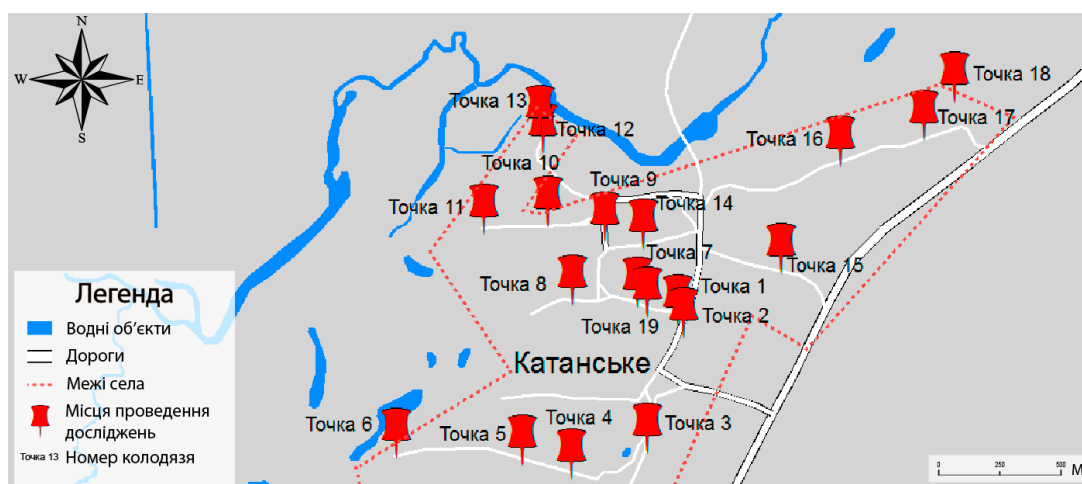 N
W
E
S
Точка 18
Точка 13
Точка 17
Точка 12
Точка 16
Точка 10
Точка 9
Точка 11
Точка 14
Точка 7
Точка 15
Точка 8
Точка 1
Точка 2
Точка 19
Катанське
Точка 6
Точка 5
Точка 4
Точка 3
Легенда
Водні об’єкти
Дороги
Межі села
Місця проведення
досліджень
Точка 13 Номер колодязя
0 250 500 М